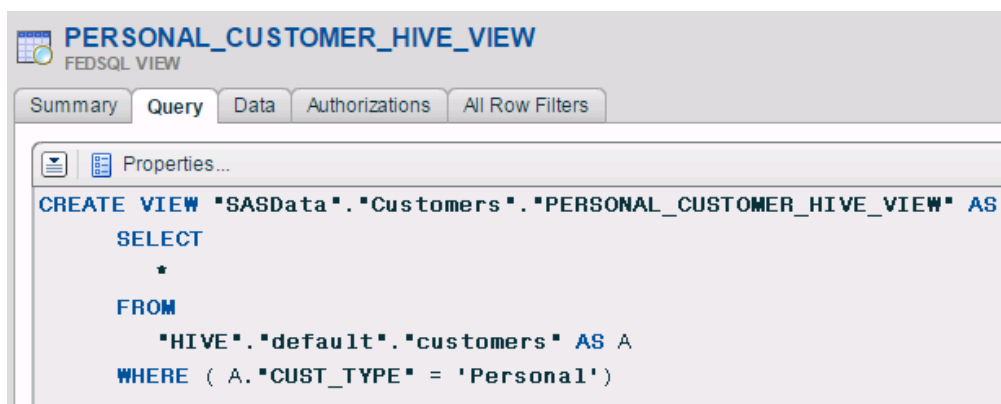 PERSONAL_CUSTOMER_HIVE_VIEW
FEDSQL VIEW
Summary Query Data Authorizations All Row Filters
Properties...
CREATE VIEW "SASData"."Customers"."PERSONAL_CUSTOMER_HIVE_VIEW" AS
SELECT
*
FROM
"HIVE"."default"."customers" AS A
WHERE ( A."CUST_TYPE" = 'Personal')